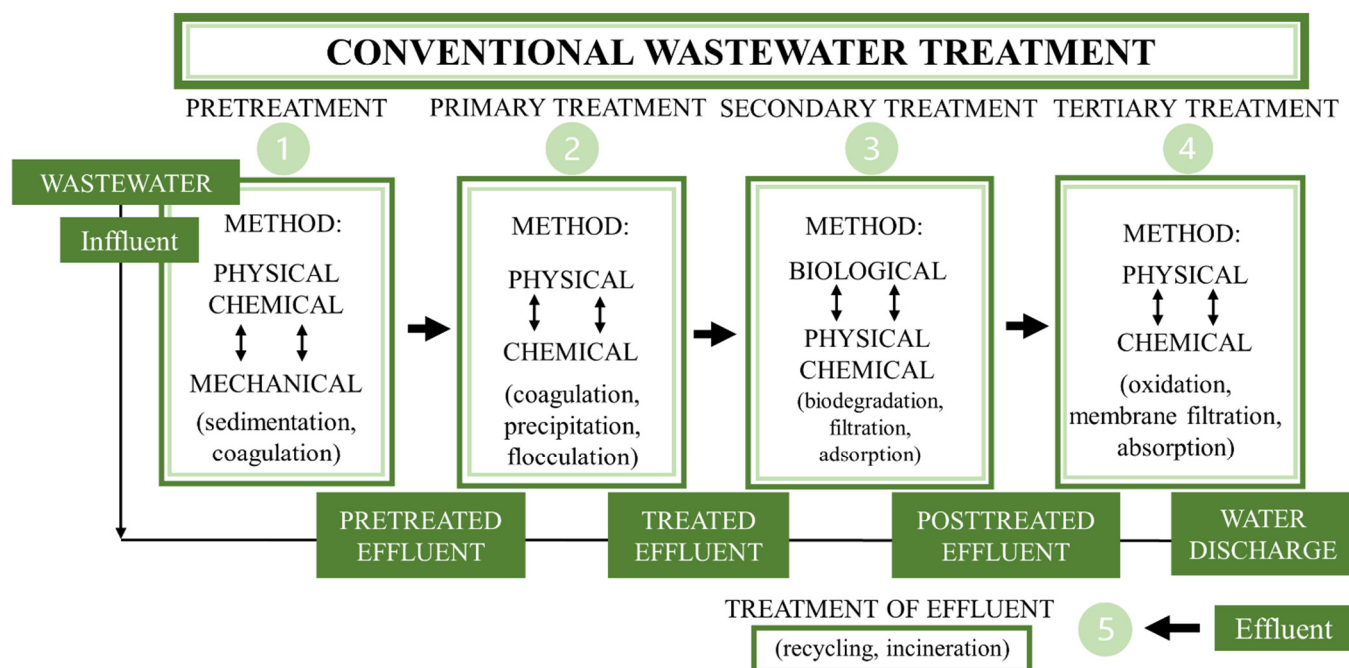 CONVENTIONAL WASTEWATER TREATMENT
PRETREATMENT
PRIMARY TREATMENT
SECONDARY TREATMENT
TERTIARY TREATMENT
1
2
3
4
WASTEWATER
Inffluent
METHOD:
PHYSICAL
CHEMICAL
MECHANICAL
(sedimentation,
coagulation)
METHOD:
PHYSICAL
CHEMICAL
(coagulation,
precipitation,
flocculation)
METHOD:
BIOLOGICAL
PHYSICAL
CHEMICAL
(biodegradation,
filtration,
adsorption)
METHOD:
PHYSICAL
CHEMICAL
(oxidation,
membrane filtration,
absorption)
PRETREATED
EFFLUENT
TREATED
EFFLUENT
POSTTREATED
EFFLUENT
WATER
DISCHARGE
TREATMENT OF EFFLUENT
(recycling, incineration)
5
Effluent